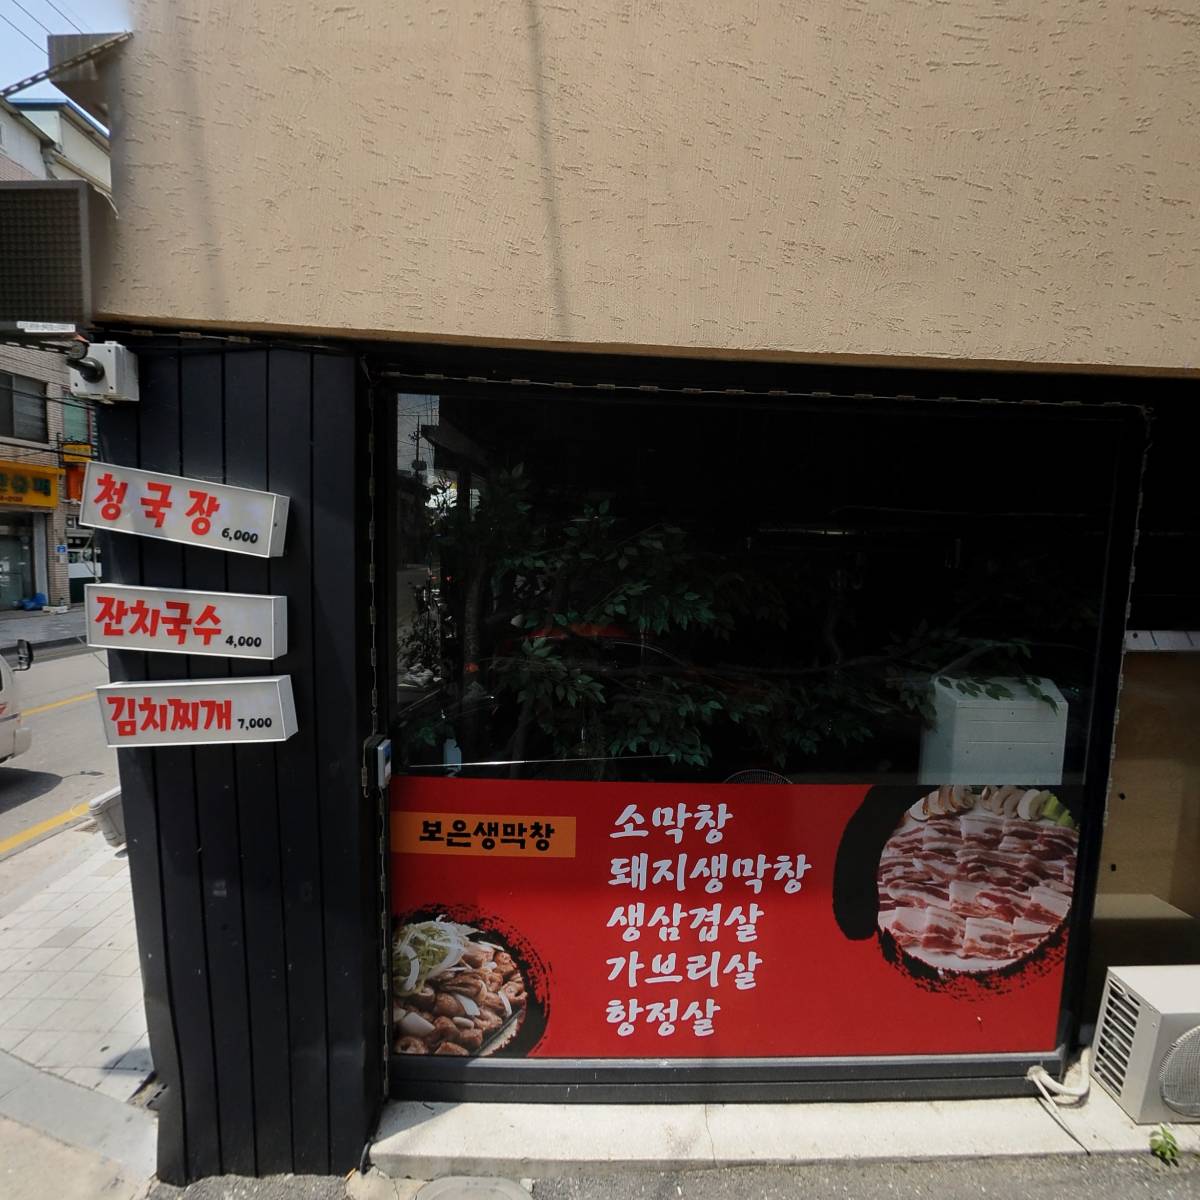 청국장 6,000
잔치국수 4,000
김치찌개 7,000
보은생막창
소막창
돼지생막창
생삼겹살
가브리살
항정살